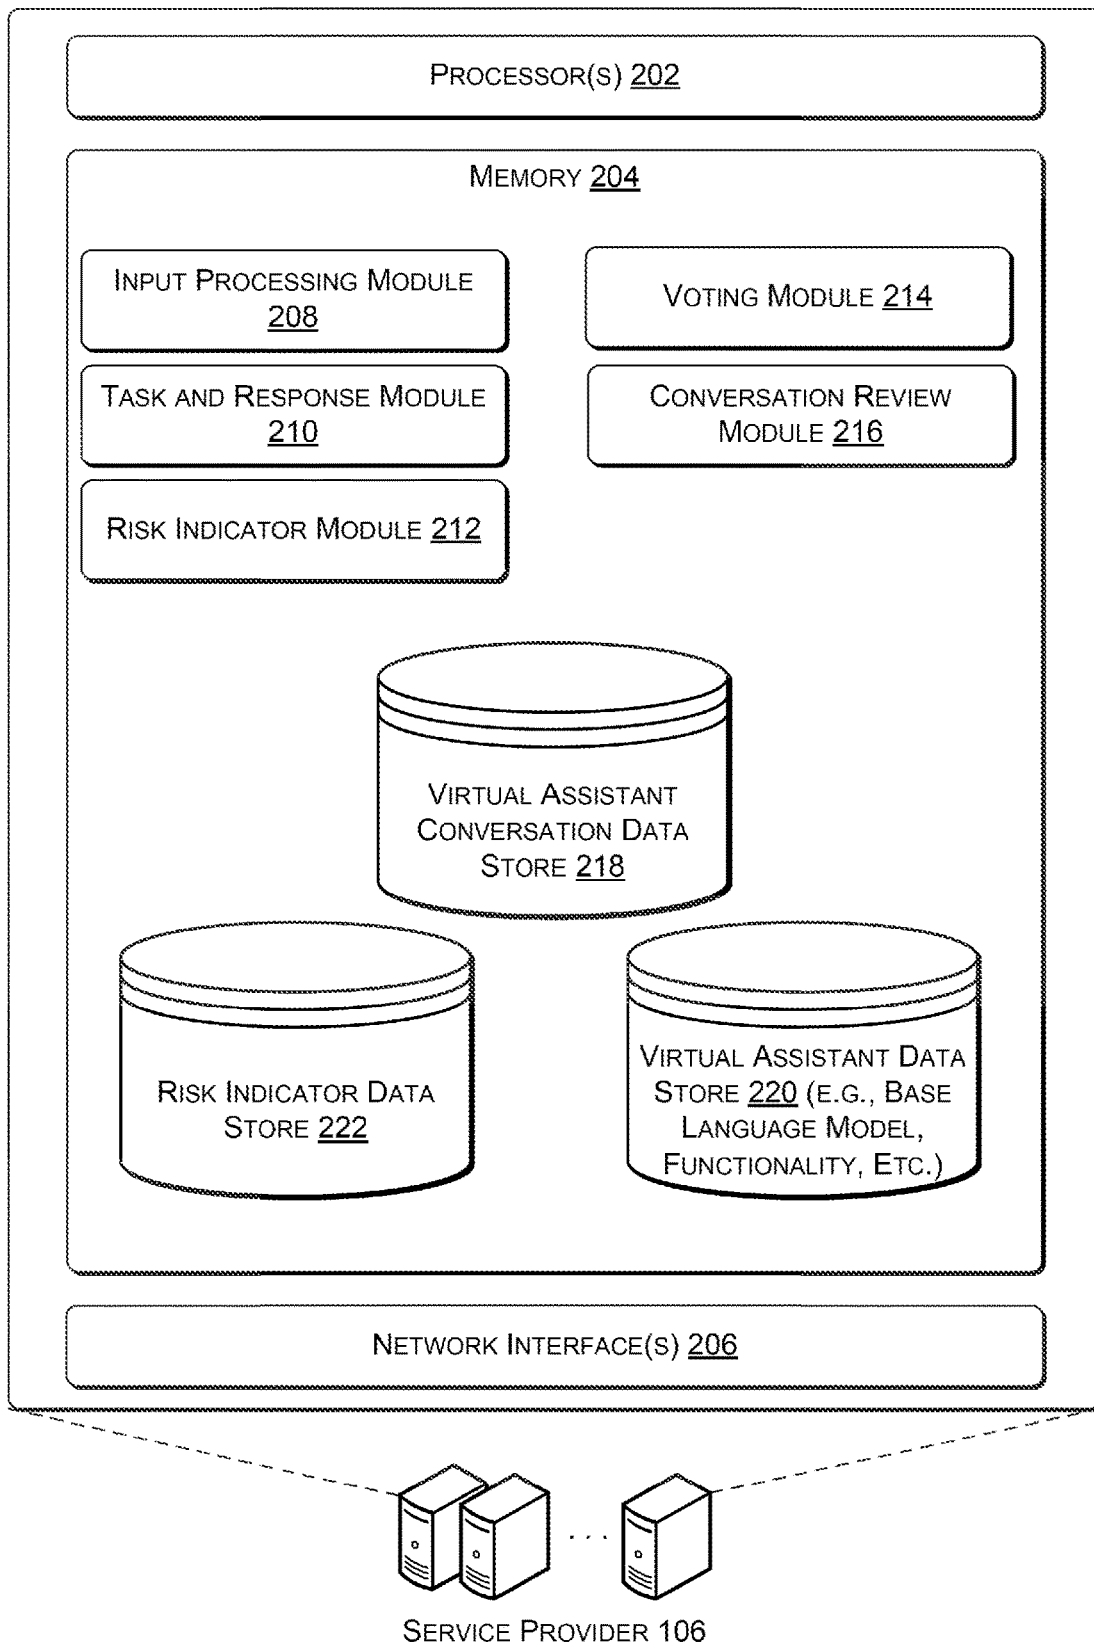 PROCESSOR(S) 202
MEMORY 204
INPUT PROCESSING MODULE
208
VOTING MODULE 214
TASK AND RESPONSE MODULE
210
CONVERSATION REVIEW
MODULE 216
RISK INDICATOR MODULE 212
VIRTUAL ASSISTANT
CONVERSATION DATA
STORE 218
RISK INDICATOR DATA
STORE 222
VIRTUAL ASSISTANT DATA
STORE 220 (E.G., BASE
LANGUAGE MODEL,
FUNCTIONALITY, ETC.)
NETWORK INTERFACE(S) 206
. . .
SERVICE PROVIDER 106